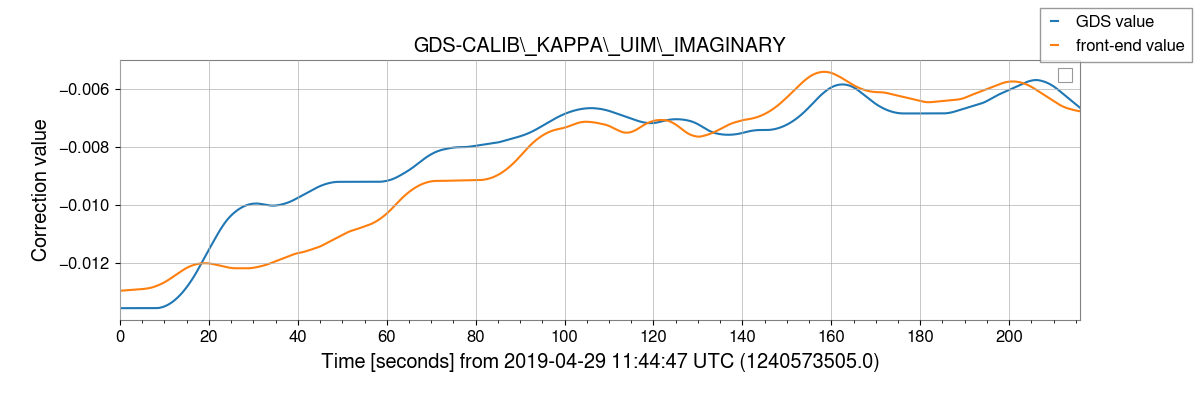 GDS value
front-end value
GDS-CALIB\_KAPPA\_UIM\_IMAGINARY
−0.006
−0.008
−0.010
−0.012
Correction value
0 20 40 60 80 100 120 140 160 180 200
Time [seconds] from 2019-04-29 11:44:47 UTC (1240573505.0)